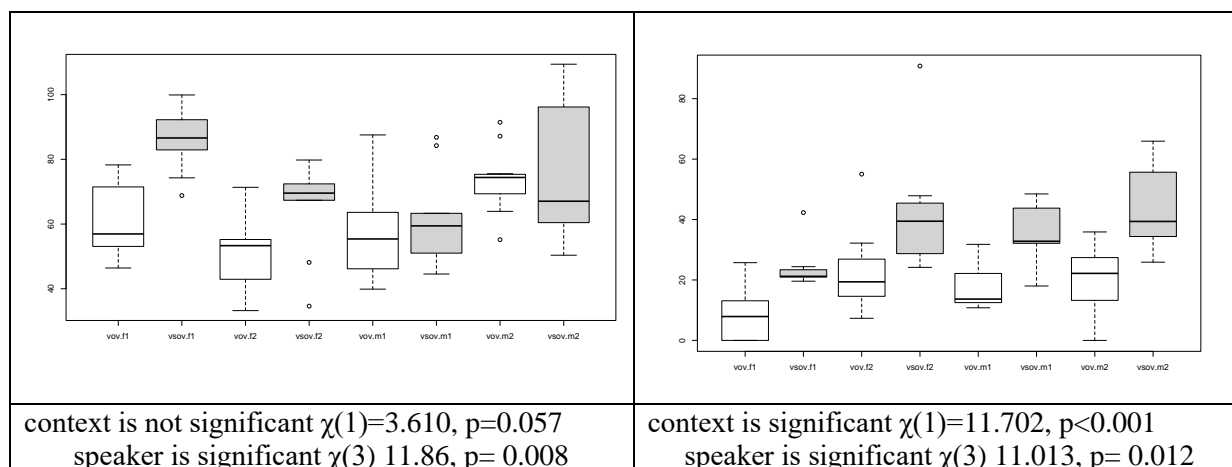 100
80
60
40
vov.f1 vsov.f1 vov.f2 vsov.f2 vov.m1 vsov.m1 vov.m2 vsov.m2
80
60
40
20
0
vov.f1 vsov.f1 vov.f2 vsov.f2 vov.m1 vsov.m1 vov.m2 vsov.m2
context is not significant χ(1)=3.610, p=0.057
speaker is significant χ(3) 11.86, p= 0.008
context is significant χ(1)=11.702, p<0.001
speaker is significant χ(3) 11.013, p= 0.012